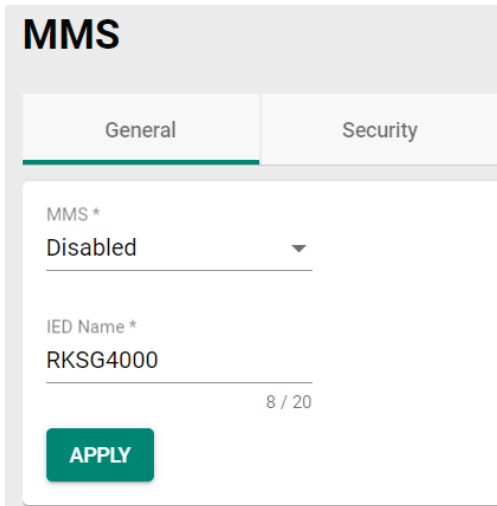 MMS
General Security
MMS *
Disabled
IED Name *
RKSG4000
8 / 20
APPLY